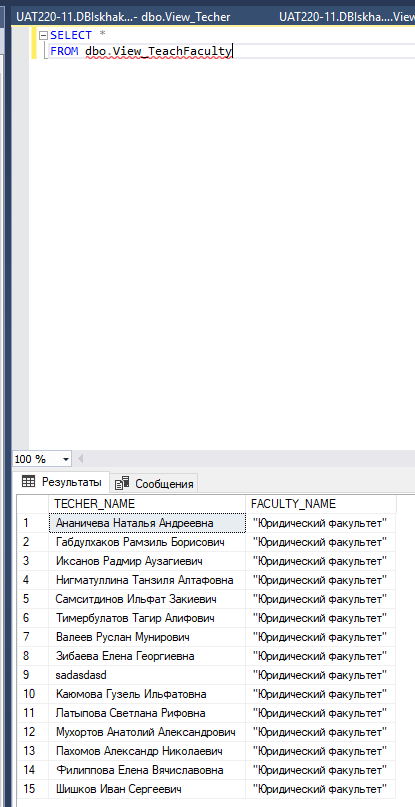 UAT220-11.DBIskhak...- dbo.View_Techer UAT220-11.DBIskha....Viev
SELECT *
FROM dbo.View_TeachFaculty
100 %
Результаты Сообщения
TECHER_NAME FACULTY_NAME
1 Ананичева Наталья Андреевна "Юридический факультет"
2 Габдулхаков Рамзиль Борисович "Юридический факультет"
3 Иксанов Радмир Аузагиевич "Юридический факультет"
4 Нигматуллина Танзиля Алтафовна "Юридический факультет"
5 Самситдинов Ильфат Закиевич "Юридический факультет"
6 Тимербулатов Тагир Алифович "Юридический факультет"
7 Валеев Руслан Мунирович "Юридический факультет"
8 Зибаева Елена Георгиевна "Юридический факультет"
9 sadasdasd "Юридический факультет"
10 Каюмова Гузель Ильфатовна "Юридический факультет"
11 Латыпова Светлана Рифовна "Юридический факультет"
12 Мухортов Анатолий Александрович "Юридический факультет"
13 Пахомов Александр Николаевич "Юридический факультет"
14 Филиппова Елена Вячиславовна "Юридический факультет"
15 Шишков Иван Сергеевич "Юридический факультет"